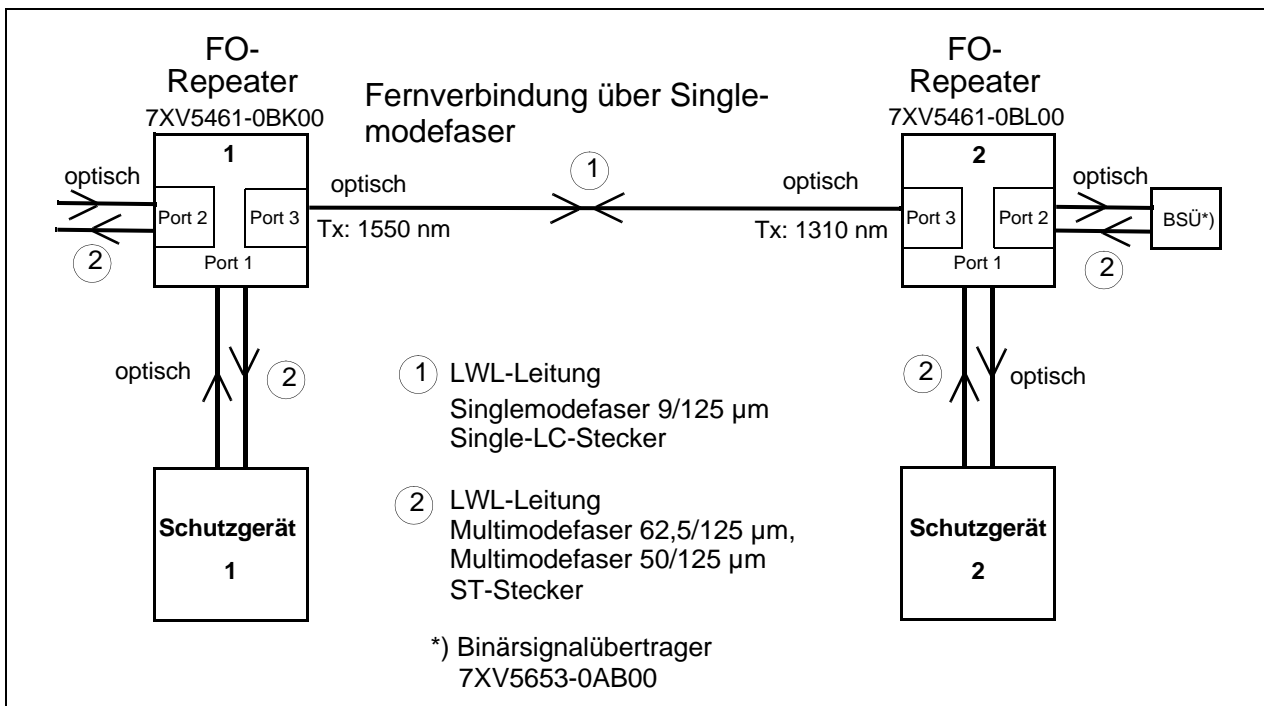 FO-
Repeater
7XV5461-0BK00
1
optisch
Port 2
Port 3
Port 1
2
optisch
2
Schutzgerät
1
Fernverbindung über Single-
modefaser
1
optisch
Tx: 1550 nm
optisch
Tx: 1310 nm
FO-
Repeater
7XV5461-0BL00
2
Port 3
Port 2
Port 1
optisch
BSÜ*)
2
2
optisch
Schutzgerät
2
1 LWL-Leitung
Singlemodefaser 9/125 µm
Single-LC-Stecker
2 LWL-Leitung
Multimodefaser 62,5/125 µm,
Multimodefaser 50/125 µm
ST-Stecker
*) Binärsignalübertrager
7XV5653-0AB00